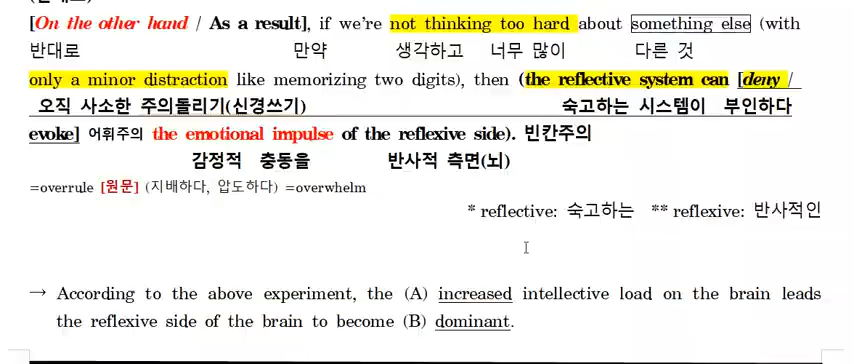 [On the other hand / As a result], if we're not thinking too hard about something else (with
반대로 만약 생각하고 너무 많이 다른 것
only a minor distraction like memorizing two digits), then (the reflective system can [deny /
오직 사소한 주의돌리기(신경쓰기) 숙고하는 시스템이 부인하다
evoke] 어휘주의 the emotional impulse of the reflexive side). 빈칸주의
감정적 충동을 반사적 측면(뇌)
=overrule [원문] (지배하다, 압도하다) =overwhelm
* reflective: 숙고하는 ** reflexive: 반사적인
→ According to the above experiment, the (A) increased intellective load on the brain leads
the reflexive side of the brain to become (B) dominant.